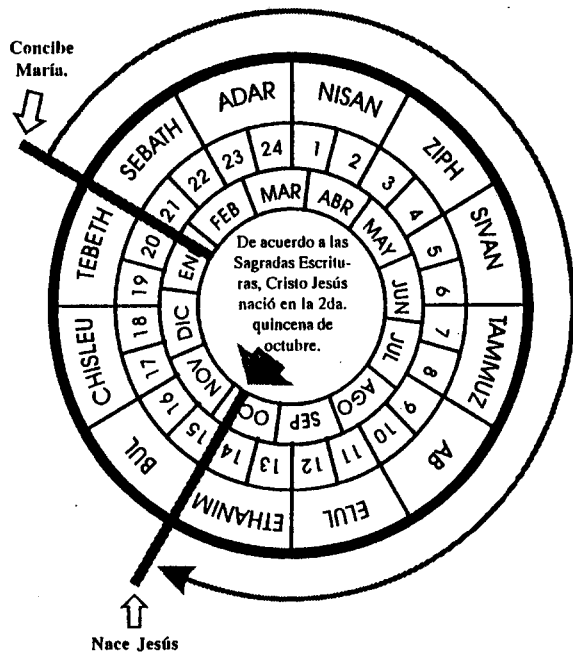 Concibe
María.
ADAR
NISAN
ZIPH
SIVAN
TAMMUZ
AB
ELUL
ETHANIM
BUL
CHISLEU
TEBETH
SEBATH
1
2
3
4
5
6
7
8
9
10
11
12
13
14
15
16
17
18
19
20
21
22
23
24
MAR
ABR
MAY
JUN
JUL
AGO
SEP
OC
NOV
DIC
EN
FEB
De acuerdo a las
Sagradas Escritu-
ras, Cristo Jesús
nació en la 2da.
quincena de
octubre.
Nace Jesús